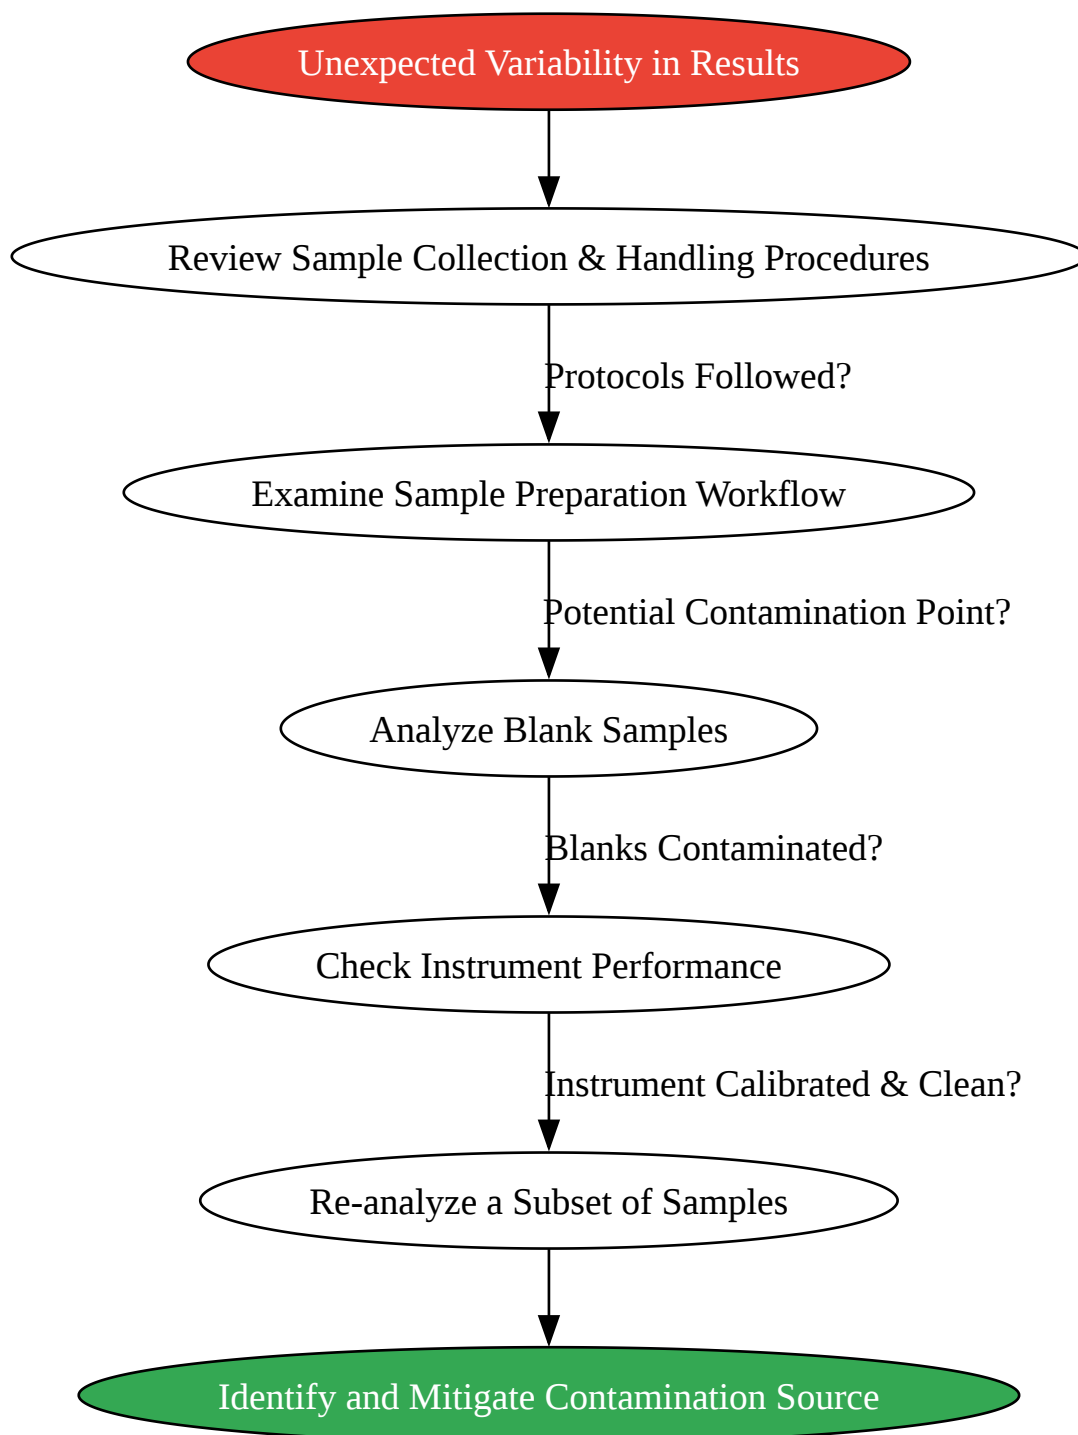 Unexpected Variability in Results
Review Sample Collection & Handling Procedures
Protocols Followed?
Examine Sample Preparation Workflow
Potential Contamination Point?
Analyze Blank Samples
Blanks Contaminated?
Check Instrument Performance
Instrument Calibrated & Clean?
Re-analyze a Subset of Samples
Identify and Mitigate Contamination Source